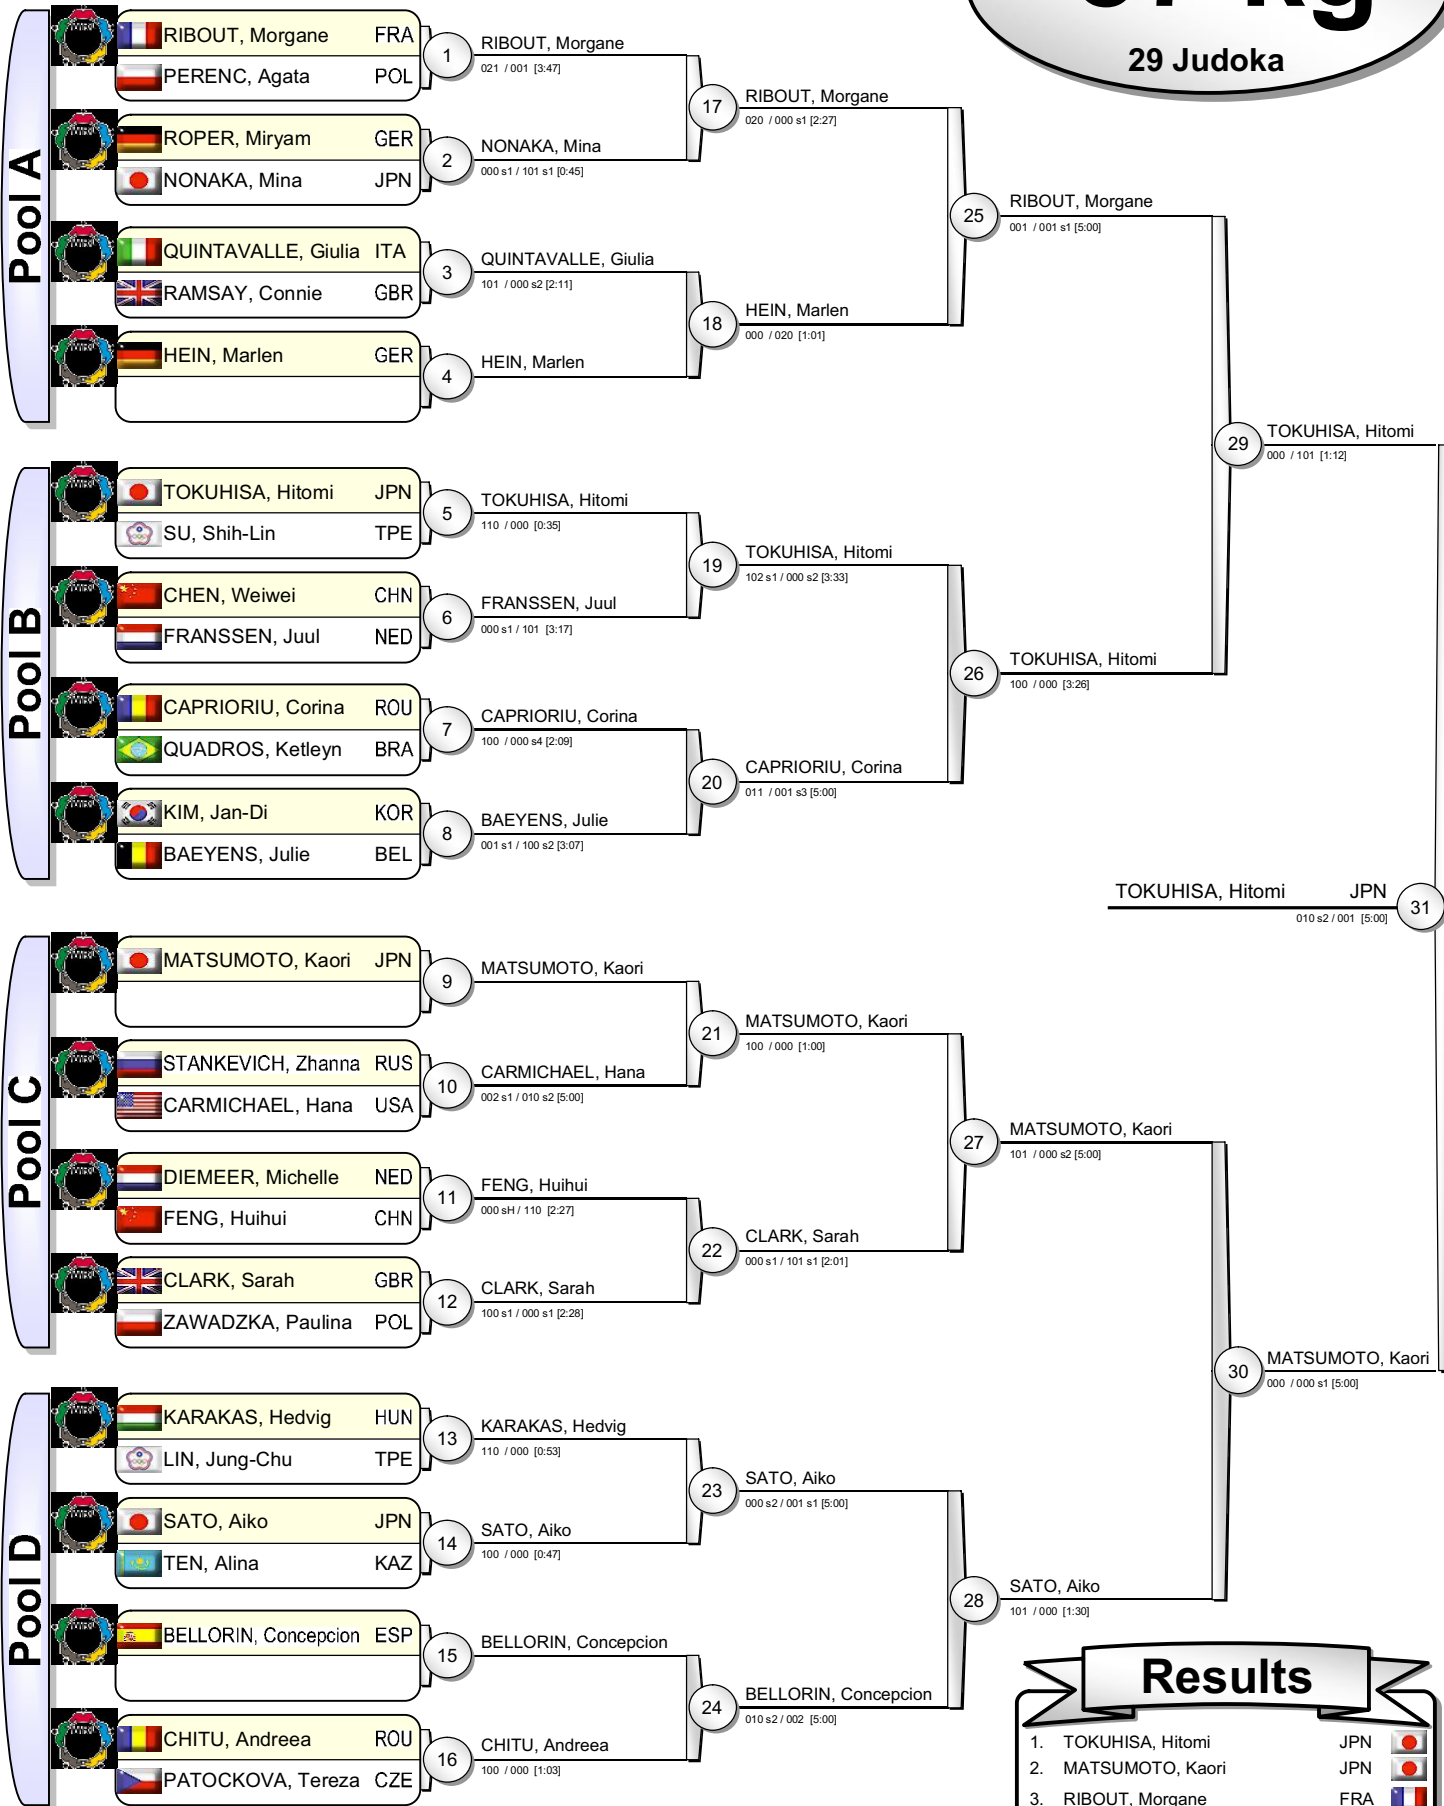 29 Judoka
Pool A
RIBOUT, Morgane FRA
PERENC, Agata POL
ROPER, Miryam GER
NONAKA, Mina JPN
QUINTAVALLE, Giulia ITA
RAMSAY, Connie GBR
HEIN, Marlen GER
1
RIBOUT, Morgane
021 / 001 [3:47]
2
NONAKA, Mina
000 s1 / 101 s1 [0:45]
3
QUINTAVALLE, Giulia
101 / 000 s2 [2:11]
4
HEIN, Marlen
17
RIBOUT, Morgane
020 / 000 s1 [2:27]
18
HEIN, Marlen
000 / 020 [1:01]
25
RIBOUT, Morgane
001 / 001 s1 [5:00]
Pool B
TOKUHISA, Hitomi JPN
SU, Shih-Lin TPE
CHEN, Weiwei CHN
FRANSSEN, Juul NED
CAPRIORIU, Corina ROU
QUADROS, Ketleyn BRA
KIM, Jan-Di KOR
BAEYENS, Julie BEL
5
TOKUHISA, Hitomi
110 / 000 [0:35]
6
FRANSSEN, Juul
000 s1 / 101 [3:17]
7
CAPRIORIU, Corina
100 / 000 s4 [2:09]
8
BAEYENS, Julie
001 s1 / 100 s2 [3:07]
19
TOKUHISA, Hitomi
102 s1 / 000 s2 [3:33]
20
CAPRIORIU, Corina
011 / 001 s3 [5:00]
26
TOKUHISA, Hitomi
100 / 000 [3:26]
29
TOKUHISA, Hitomi
000 / 101 [1:12]
TOKUHISA, Hitomi JPN
010 s2 / 001 [5:00]
31
Pool C
MATSUMOTO, Kaori JPN
STANKEVICH, Zhanna RUS
CARMICHAEL, Hana USA
DIEMEER, Michelle NED
FENG, Huihui CHN
CLARK, Sarah GBR
ZAWADZKA, Paulina POL
9
MATSUMOTO, Kaori
10
CARMICHAEL, Hana
002 s1 / 010 s2 [5:00]
11
FENG, Huihui
000 sH / 110 [2:27]
12
CLARK, Sarah
100 s1 / 000 s1 [2:28]
21
MATSUMOTO, Kaori
100 / 000 [1:00]
22
CLARK, Sarah
000 s1 / 101 s1 [2:01]
27
MATSUMOTO, Kaori
101 / 000 s2 [5:00]
Pool D
KARAKAS, Hedvig HUN
LIN, Jung-Chu TPE
SATO, Aiko JPN
TEN, Alina KAZ
BELLORIN, Concepcion ESP
CHITU, Andreea ROU
PATOCKOVA, Tereza CZE
13
KARAKAS, Hedvig
110 / 000 [0:53]
14
SATO, Aiko
100 / 000 [0:47]
15
BELLORIN, Concepcion
16
CHITU, Andreea
100 / 000 [1:03]
23
SATO, Aiko
000 s2 / 001 s1 [5:00]
24
BELLORIN, Concepcion
010 s2 / 002 [5:00]
28
SATO, Aiko
101 / 000 [1:30]
30
MATSUMOTO, Kaori
000 / 000 s1 [5:00]
Results
1. TOKUHISA, Hitomi JPN
2. MATSUMOTO, Kaori JPN
3. RIBOUT, Morgane FRA